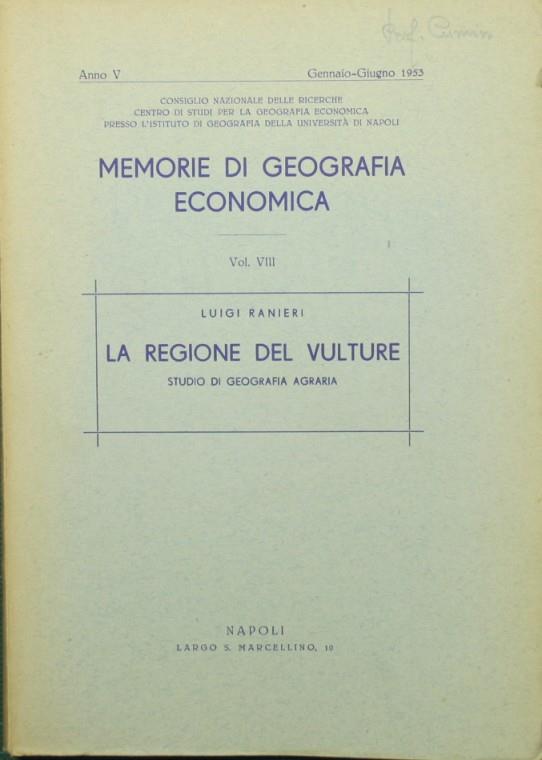 Prof. Cumin
Anno V Gennaio-Giugno 1953
CONSIGLIO NAZIONALE DELLE RICERCHE
CENTRO DI STUDI PER LA GEOGRAFIA ECONOMICA
PRESSO L'ISTITUTO DI GEOGRAFIA DELLA UNIVERSITÀ DI NAPOLI
MEMORIE DI GEOGRAFIA
ECONOMICA
Vol. VIII
LUIGI RANIERI
LA REGIONE DEL VULTURE
STUDIO DI GEOGRAFIA AGRARIA
NAPOLI
LARGO S. MARCELLINO, 10